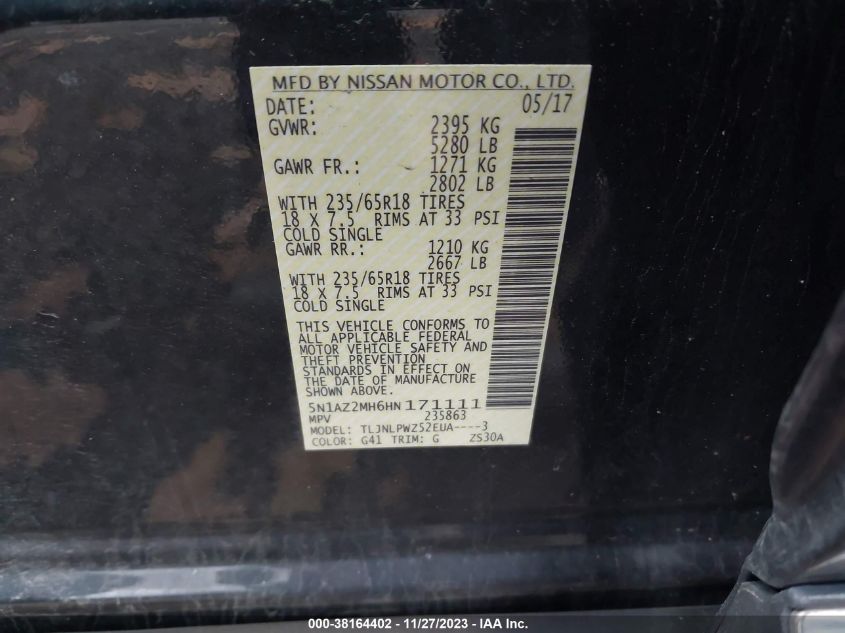 MFD BY NISSAN MOTOR CO., LTD.
DATE: 05/17
GVWR: 2395 KG
5280 LB
GAWR FR.: 1271 KG
2802 LB
WITH 235/65R18 TIRES
18 X 7.5 RIMS AT 33 PSI
COLD SINGLE
GAWR RR.: 1210 KG
2667 LB
WITH 235/65R18 TIRES
18 X 7.5 RIMS AT 33 PSI
COLD SINGLE
THIS VEHICLE CONFORMS TO
ALL APPLICABLE FEDERAL
MOTOR VEHICLE SAFETY AND
THEFT PREVENTION
STANDARDS IN EFFECT ON
THE DATE OF MANUFACTURE
SHOWN ABOVE.
5N1AZ2MH6HN171111
MPV 235863
MODEL: TLJNLPWZ52EUA----3
COLOR: G41 TRIM: G ZS30A
000-38164402 - 11/27/2023 - IAA Inc.